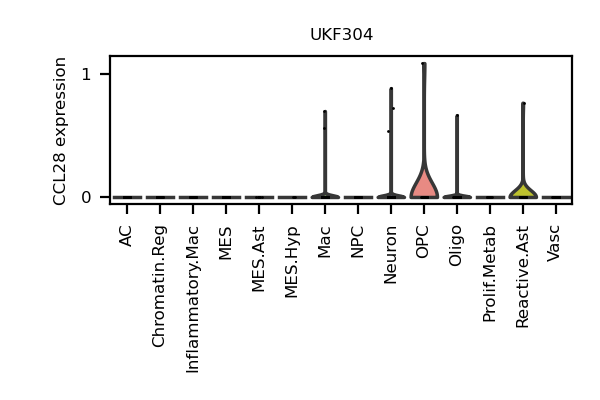 UKF304
CCL28 expression
1
0
AC
Chromatin.Reg
Inflammatory.Mac
MES
MES.Ast
MES.Hyp
Mac
NPC
Neuron
OPC
Oligo
Prolif.Metab
Reactive.Ast
Vasc